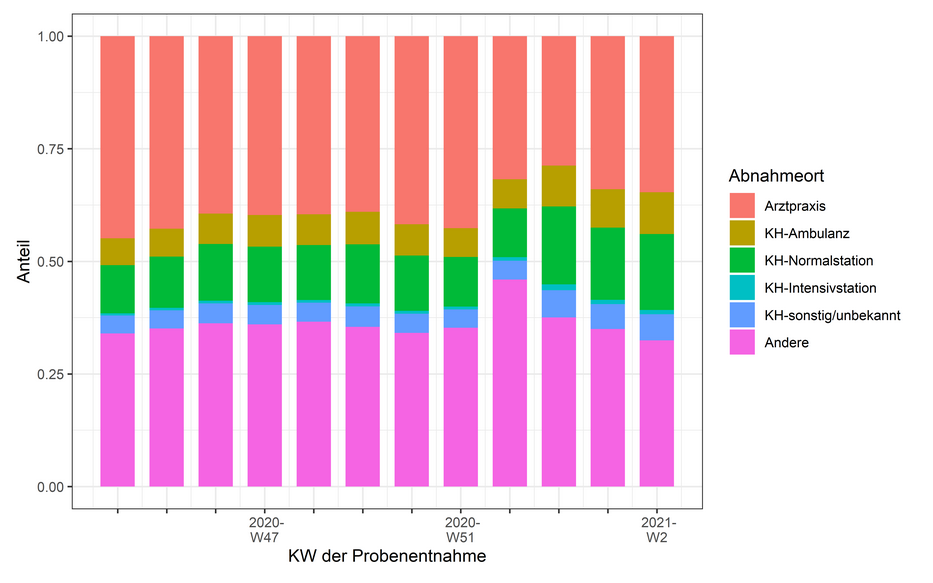 1.00
0.75
0.50
0.25
0.00
Anteil
2020-
W47
2020-
W51
2021-
W2
KW der Probenentnahme
Abnahmeort
Arztpraxis
KH-Ambulanz
KH-Normalstation
KH-Intensivstation
KH-sonstig/unbekannt
Andere